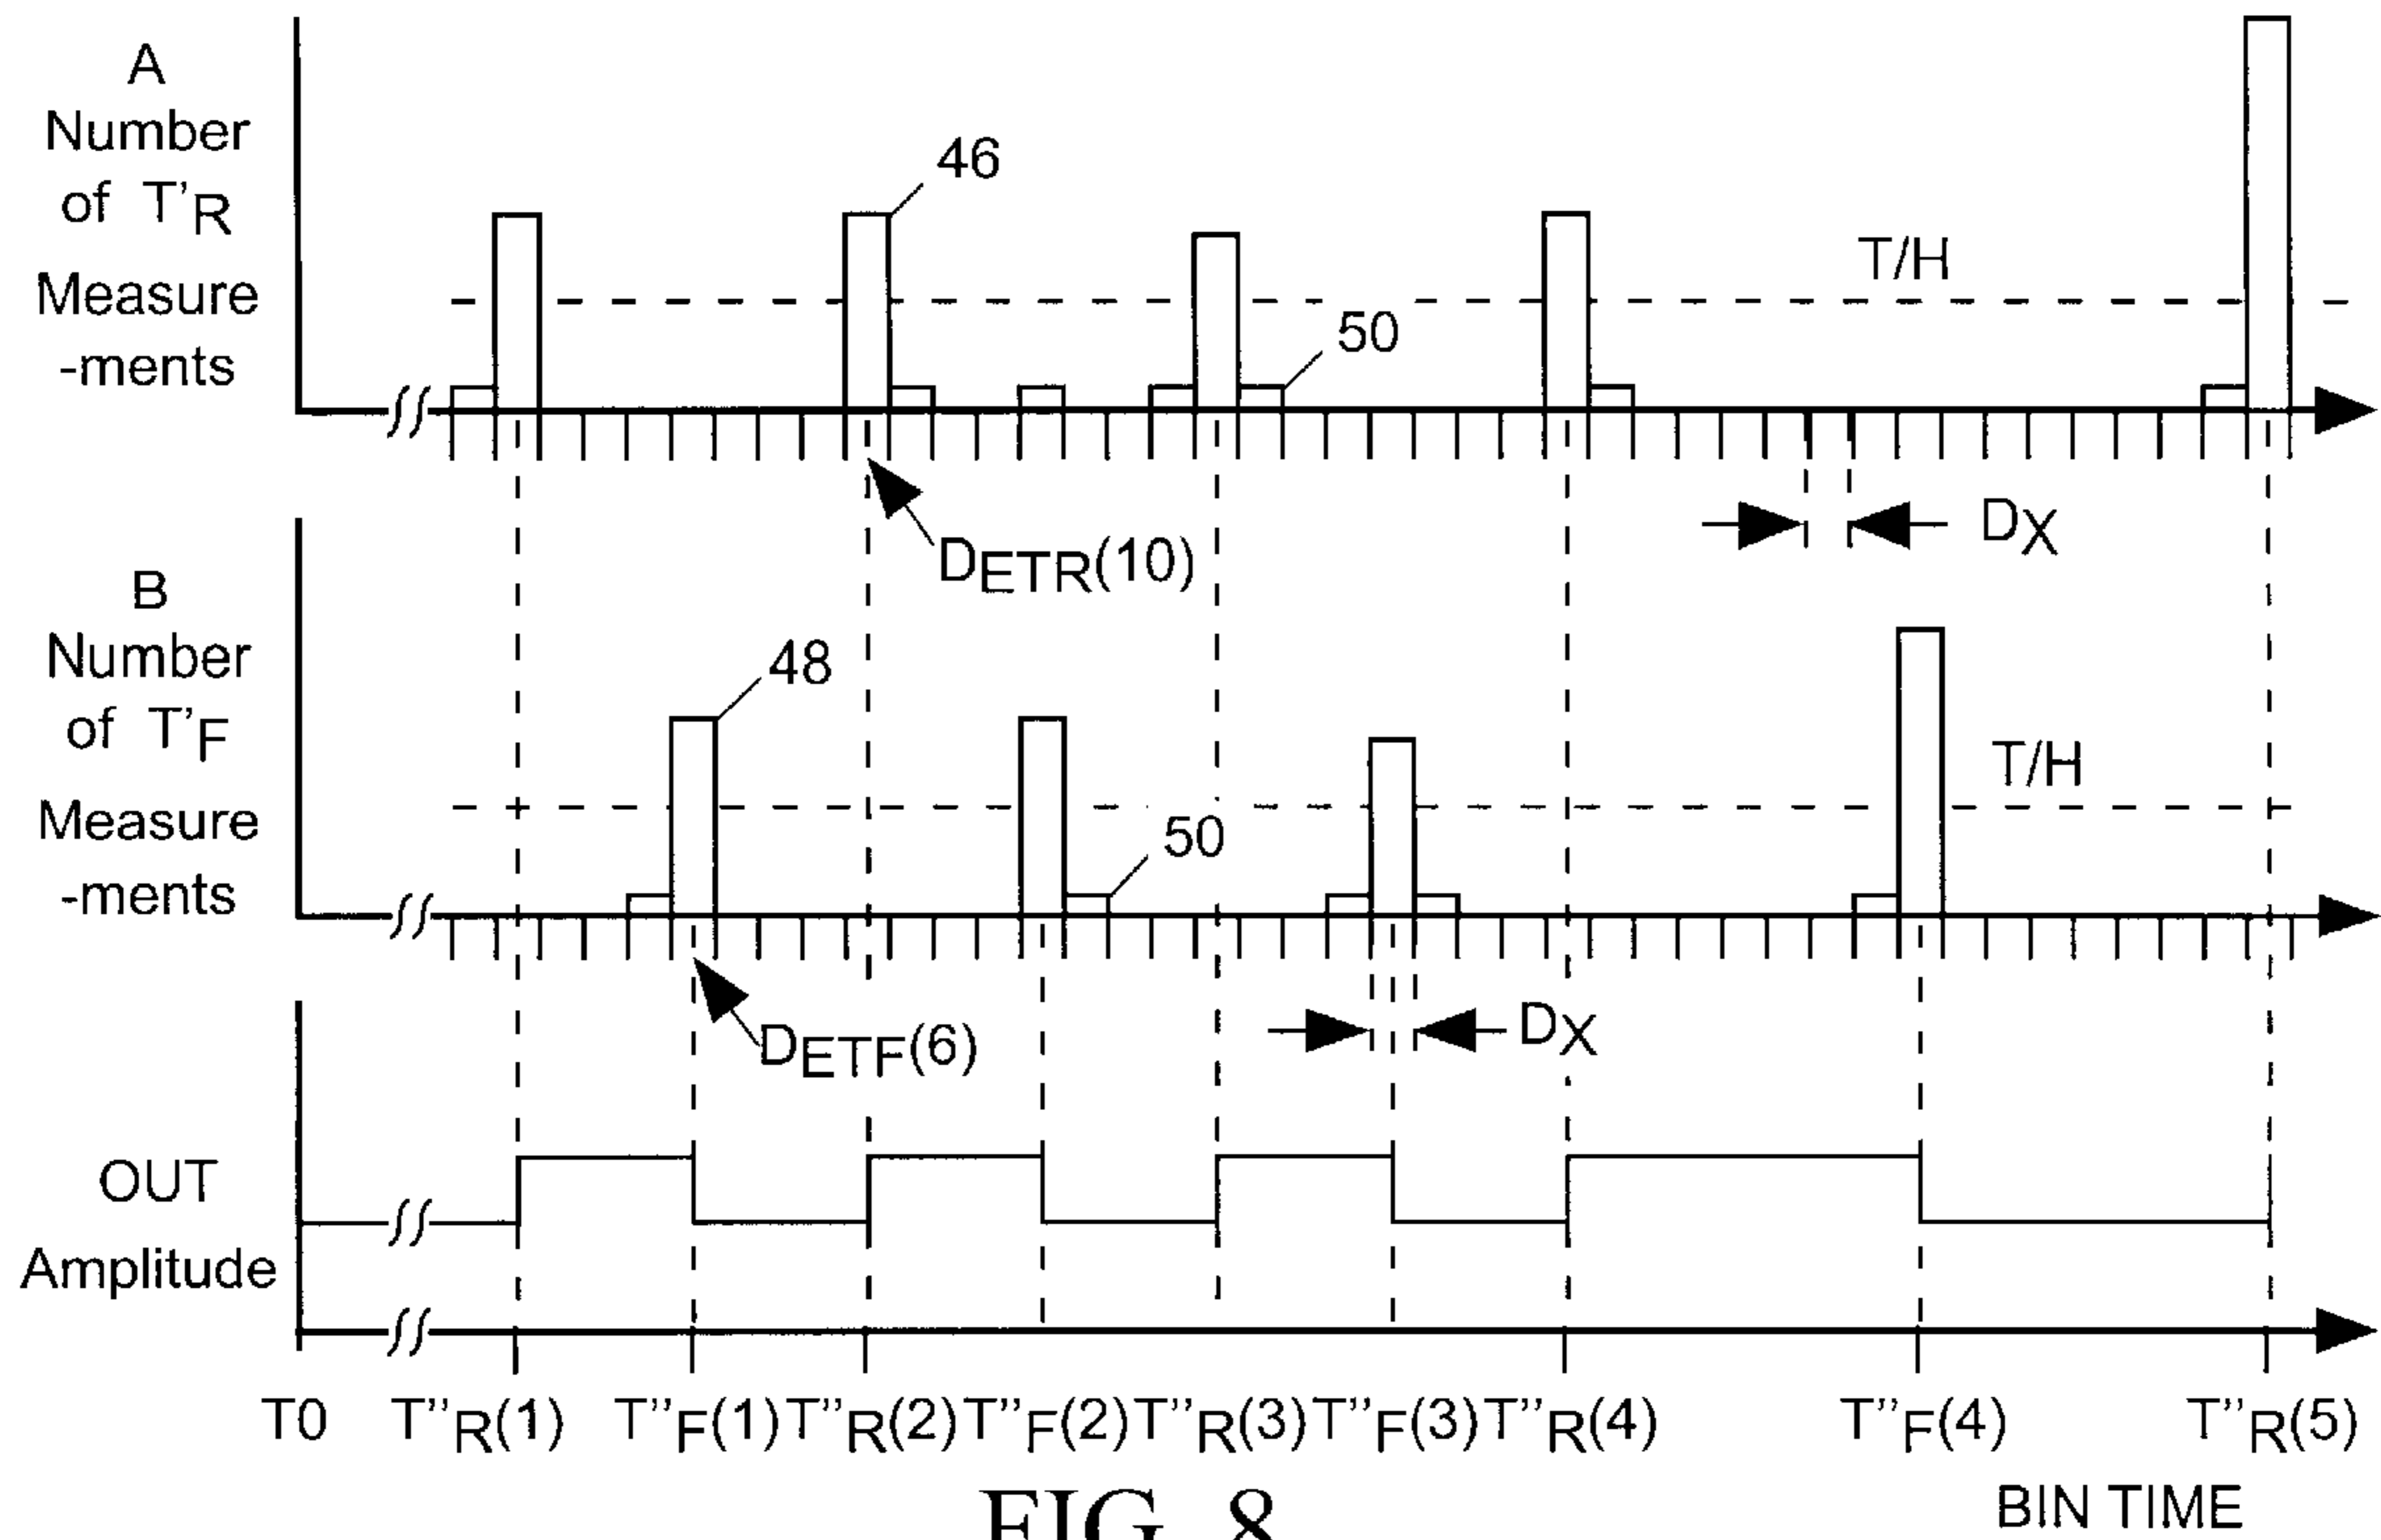 A
Number
of T'R
Measure
-ments
46
T/H
50
DETR(10)
DX
B
Number
of T'F
Measure
-ments
48
T/H
50
DETF(6)
DX
OUT
Amplitude
T0 T"R(1) T"F(1) T"R(2) T"F(2) T"R(3) T"F(3) T"R(4) T"F(4) T"R(5)
BIN TIME
FIG. 8